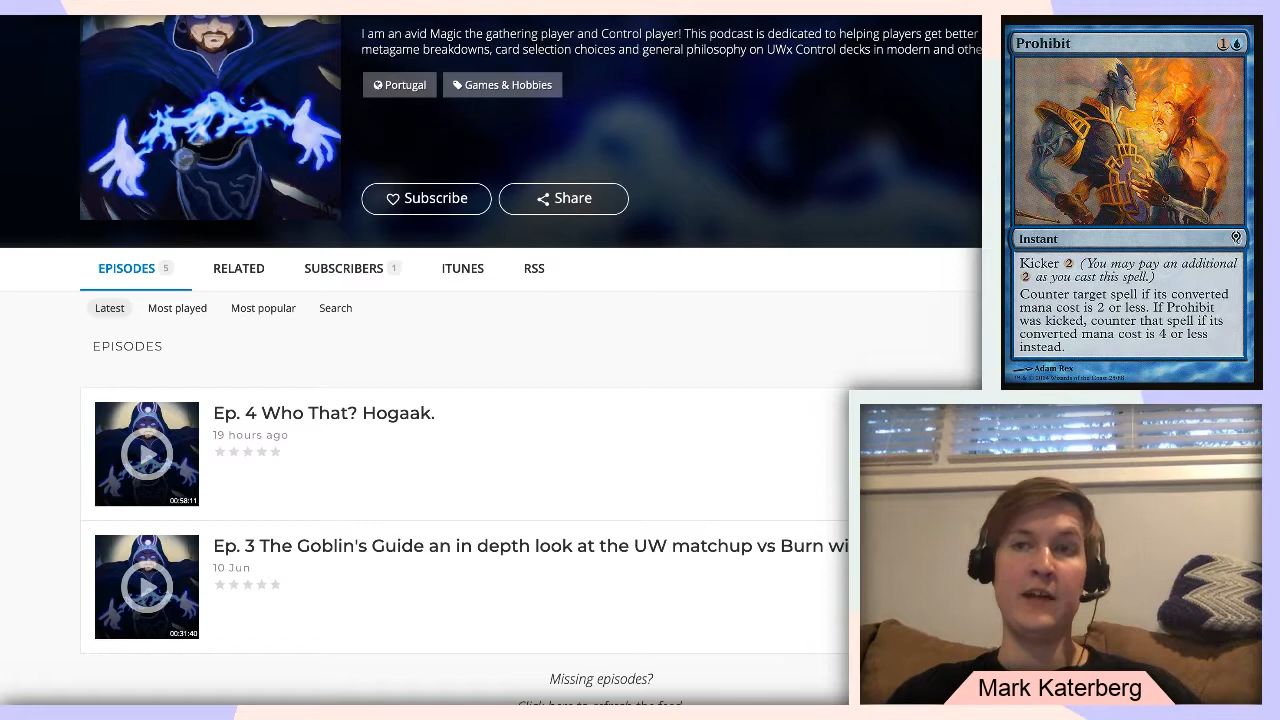 I am an avid Magic the gathering player and Control player! This podcast is dedicated to helping players get better
metagame breakdowns, card selection choices and general philosophy on UWx Control decks in modern and othe
Portugal
Games & Hobbies
Subscribe
Share
EPISODES 5
RELATED
SUBSCRIBERS 1
ITUNES
RSS
Latest
Most played
Most popular
Search
EPISODES
Ep. 4 Who That? Hogaak.
19 hours ago
00:58:11
Ep. 3 The Goblin's Guide an in depth look at the UW matchup vs Burn wi
10 Jun
00:31:40
Missing episodes?
Click here to refresh the feed
Prohibit
1
Instant
Kicker 2 (You may pay an additional
2 as you cast this spell.)
Counter target spell if its converted
mana cost is 2 or less. If Prohibit
was kicked, counter that spell if its
converted mana cost is 4 or less
instead.
Adam Rex
Mark Katerberg